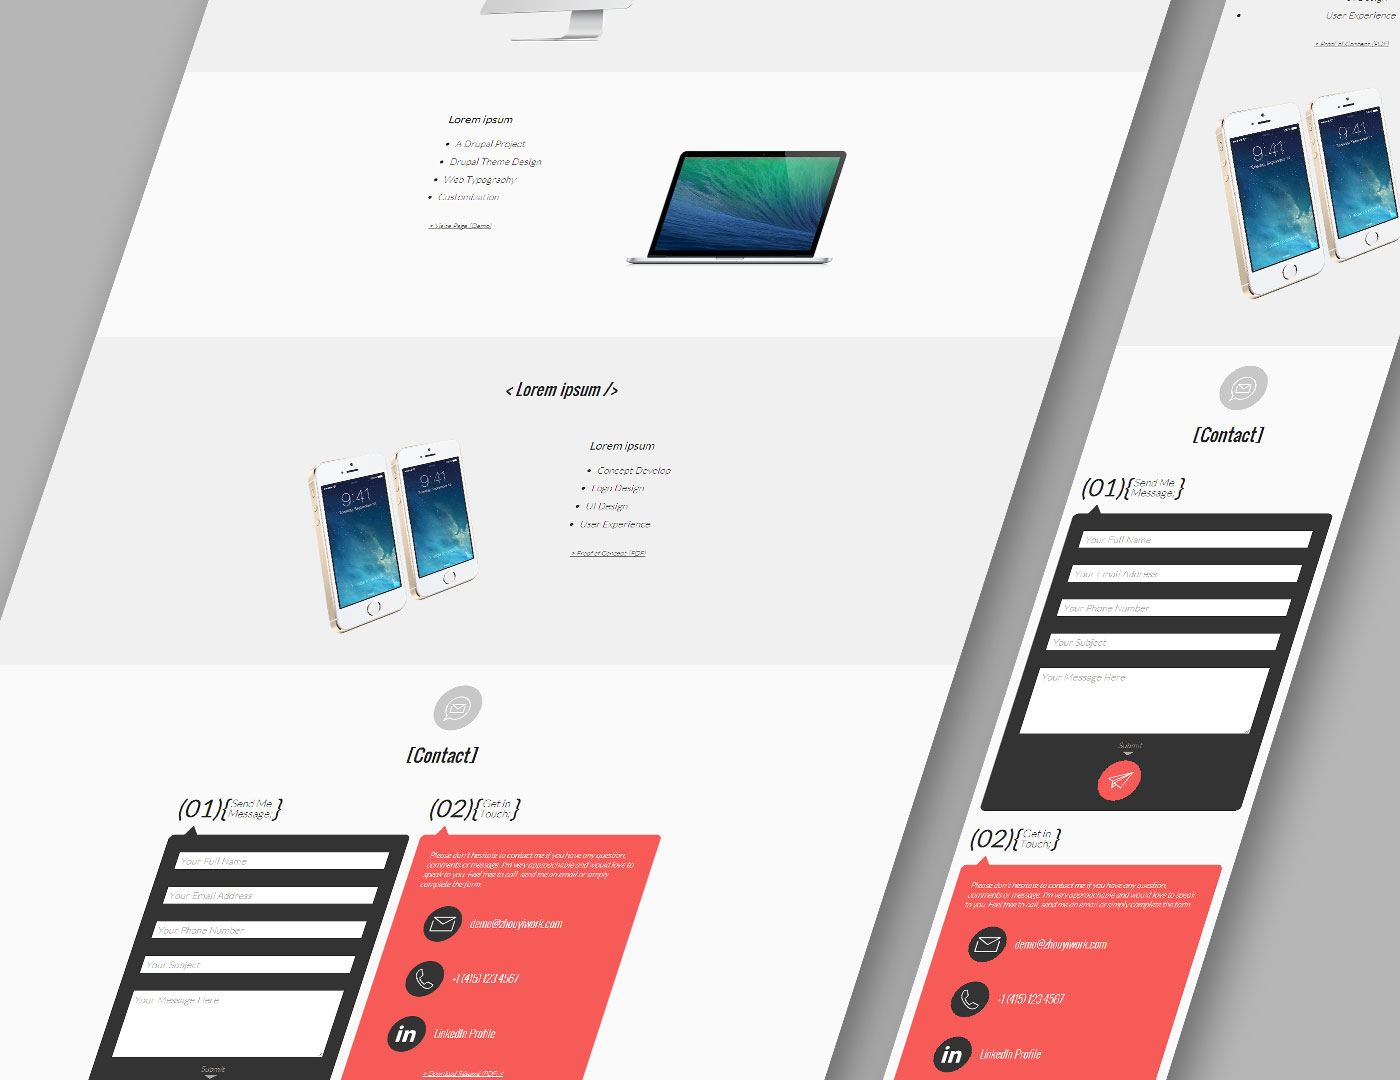 Lorem ipsum
• A Drupal Project
• Drupal Theme Design
• Web Typography
• Customization
> Visite Page (Demo)
< Lorem ipsum />
9:41
9:41
Lorem ipsum
• Concept Develop
• Logo Design
• UI Design
• User Experience
> Proof of Concept (PDF)
[Contact]
(01){Send Me Message;}
Your Full Name
Your Email Address
Your Phone Number
Your Subject
Your Message Here
Submit
(02){Get in Touch;}
Please don't hesitate to contact me if you have any question,
comments or message. I'm very approachable and would love to
speak to you. Feel free to call, send me an email or simply
complete the form.
demo@zhouyiwork.com
+1 (415) 123 4567
in
LinkedIn Profile
> Download Résumé (PDF) <
• User Experience
> Proof of Concept (PDF)
9:41
9:41
[Contact]
(01){Send Me Message;}
Your Full Name
Your Email Address
Your Phone Number
Your Subject
Your Message Here
Submit
(02){Get in Touch;}
Please don't hesitate to contact me if you have any question,
comments or message. I'm very approachable and would love to speak
to you. Feel free to call, send me an email or simply complete the form.
demo@zhouyiwork.com
+1 (415) 123 4567
in
LinkedIn Profile